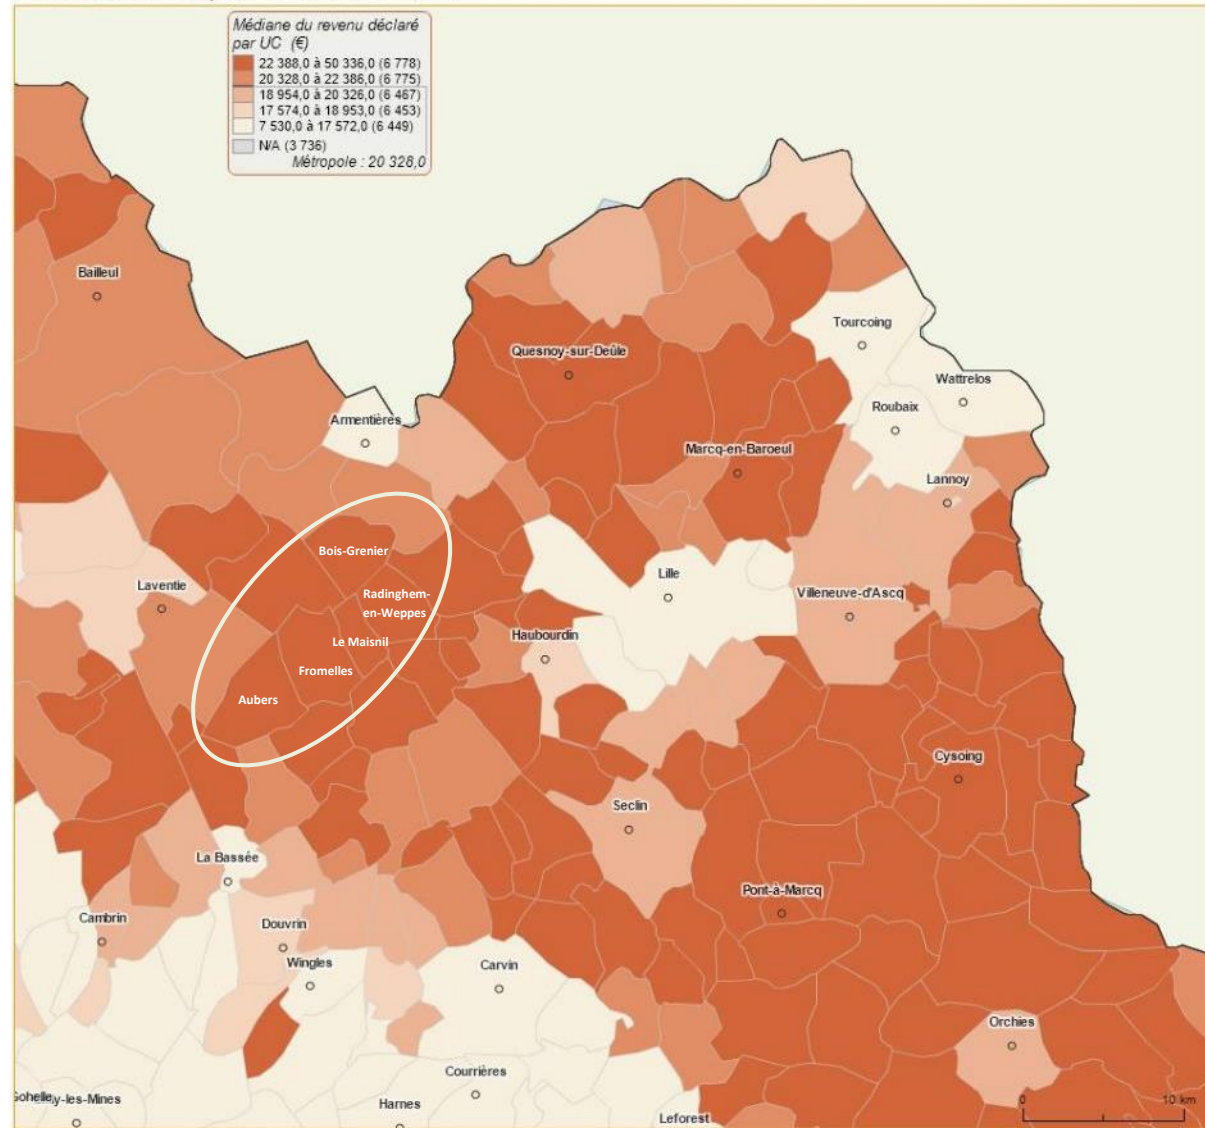 Médiane du revenu déclaré
par UC (€)
22 388,0 à 50 336,0 (6 778)
20 328,0 à 22 386,0 (6 775)
18 954,0 à 20 326,0 (6 467)
17 574,0 à 18 953,0 (6 453)
7 530,0 à 17 572,0 (6 449)
N/A (3 736)
Métropole : 20 328,0
Bailleul
Tourcoing
Quesnoy-sur-Deûle
Wattrelos
Roubaix
Armentières
Marcq-en-Baroeul
Lannoy
Bois-Grenier
Lille
Laventie
Radinghem-
en-Weppes
Villeneuve-d'Ascq
Haubourdin
Le Maisnil
Fromelles
Aubers
Cysoing
Seclin
La Bassée
Pont-à-Marcq
Cambrin
Douvrin
Wingles
Carvin
Orchies
Courrières
Harnes
Leforest
y-les-Mines
0 10 km